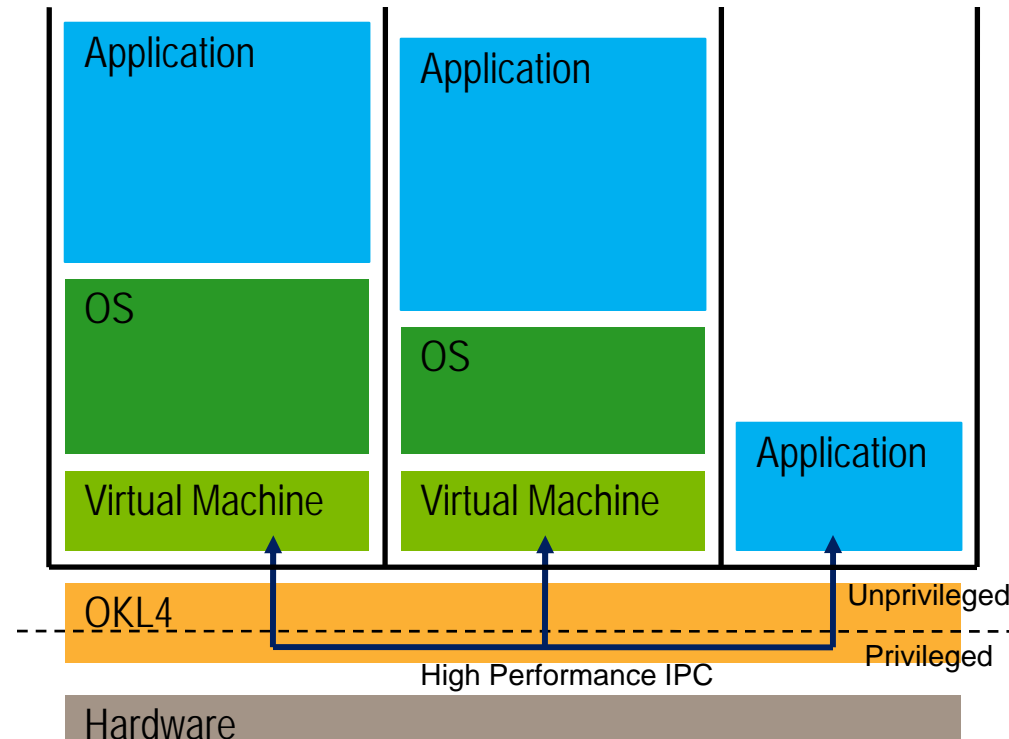 Application
Application
OS
OS
Application
Virtual Machine
Virtual Machine
OKL4
Unprivileged
Privileged
High Performance IPC
Hardware